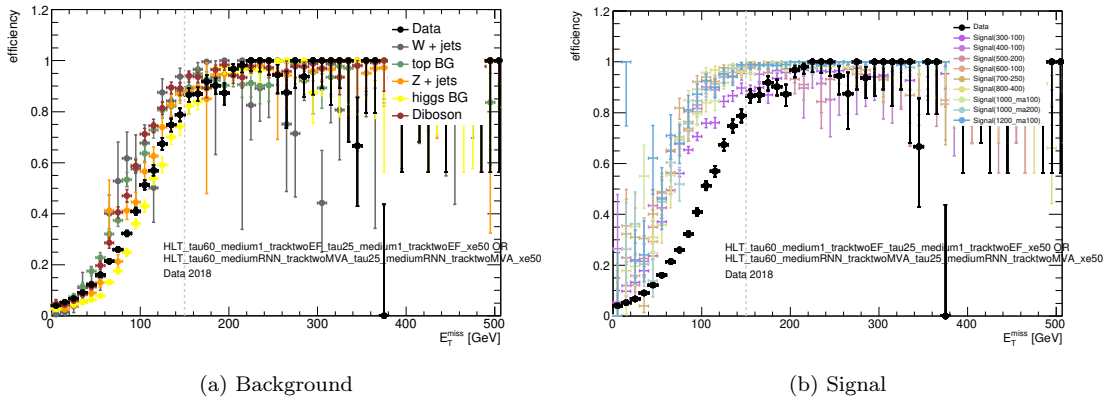 efficiency
1.2
1
0.8
0.6
0.4
0.2
0
0 100 200 300 400 500
E_T^miss [GeV]
Data
W + jets
top BG
Z + jets
higgs BG
Diboson
HLT_tau60_medium1_tracktwoEF_tau25_medium1_tracktwoEF_xe50 OR
HLT_tau60_mediumRNN_tracktwoMVA_tau25_mediumRNN_tracktwoMVA_xe50
Data 2018
(a) Background
efficiency
1.2
1
0.8
0.6
0.4
0.2
0
0 100 200 300 400 500
E_T^miss [GeV]
Data
Signal(300-100)
Signal(400-100)
Signal(500-200)
Signal(600-100)
Signal(700-250)
Signal(800-400)
Signal(1000_ma100)
Signal(1000_ma200)
Signal(1200_ma100)
HLT_tau60_medium1_tracktwoEF_tau25_medium1_tracktwoEF_xe50 OR
HLT_tau60_mediumRNN_tracktwoMVA_tau25_mediumRNN_tracktwoMVA_xe50
Data 2018
(b) Signal